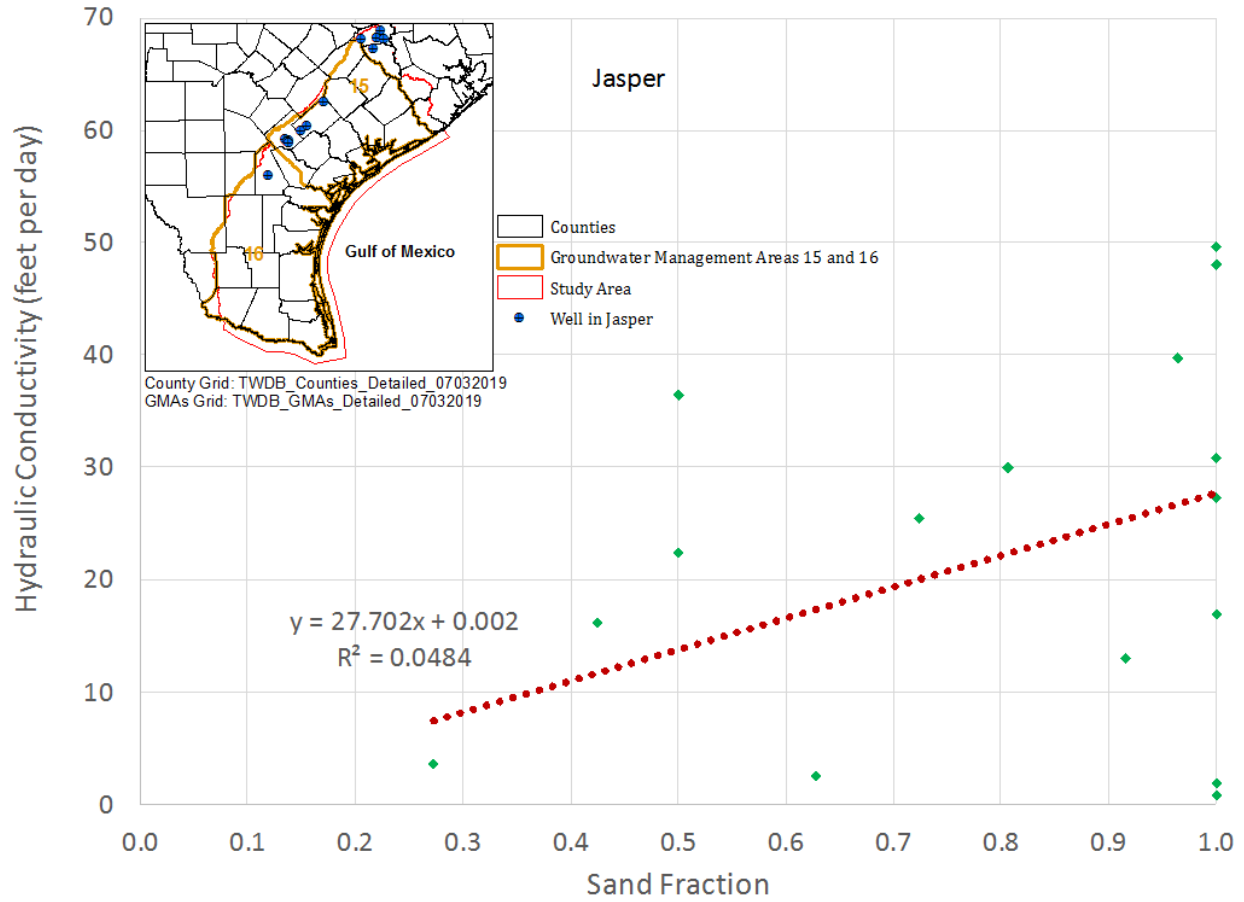 Jasper
15
16
Gulf of Mexico
Counties
Groundwater Management Areas 15 and 16
Study Area
Well in Jasper
County Grid: TWDB_Counties_Detailed_07032019
GMAs Grid: TWDB_GMAs_Detailed_07032019
Hydraulic Conductivity (feet per day)
70
60
50
40
30
20
10
0
y = 27.702x + 0.002
R² = 0.0484
0.0 0.1 0.2 0.3 0.4 0.5 0.6 0.7 0.8 0.9 1.0
Sand Fraction